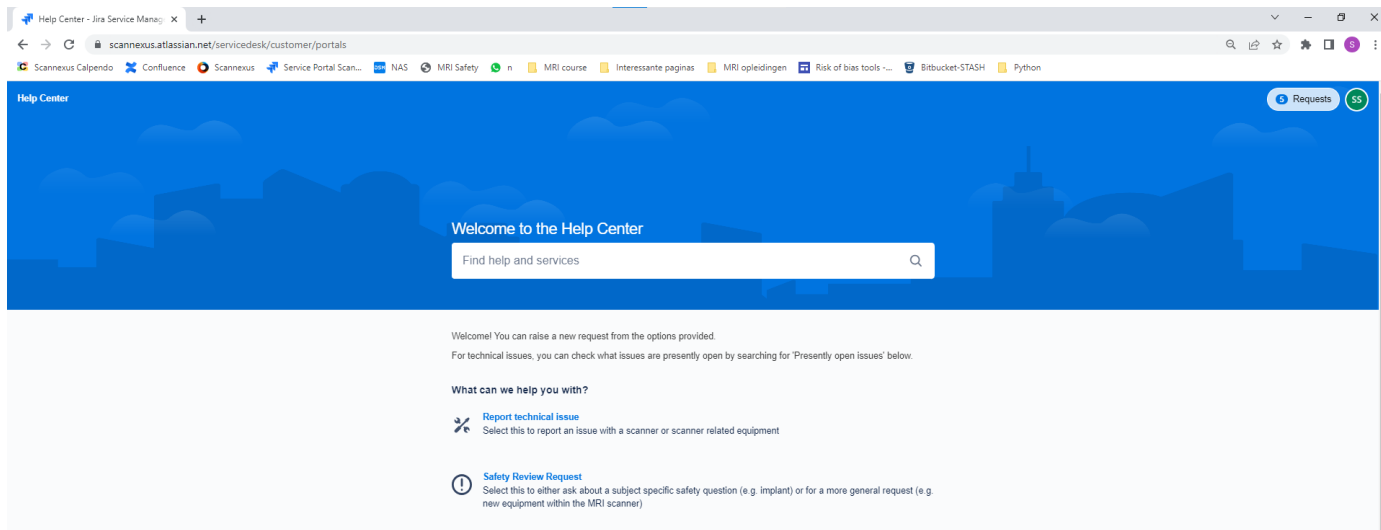 Help Center - Jira Service Manag
scannexus.atlassian.net/servicedesk/customer/portals
S
Scannexus Calpendo Confluence Scannexus Service Portal Scan... NAS MRI Safety n MRI course Interessante paginas MRI opleidingen Risk of bias tools -... Bitbucket-STASH Python
Help Center
5 Requests SS
Welcome to the Help Center
Find help and services
Welcome! You can raise a new request from the options provided.
For technical issues, you can check what issues are presently open by searching for 'Presently open issues' below.
What can we help you with?
Report technical issue
Select this to report an issue with a scanner or scanner related equipment
Safety Review Request
Select this to either ask about a subject specific safety question (e.g. implant) or for a more general request (e.g.
new equipment within the MRI scanner)